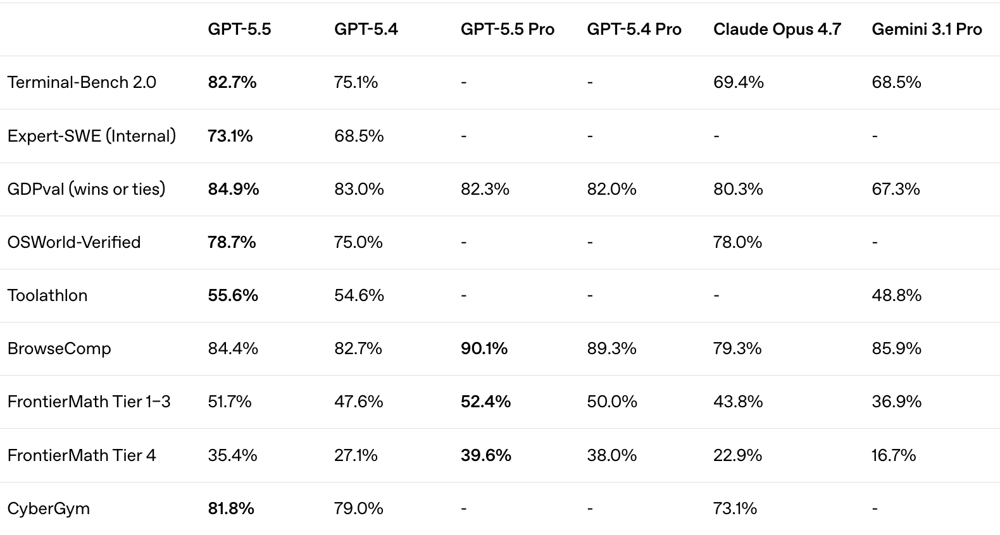 GPT-5.5 GPT-5.4 GPT-5.5 Pro GPT-5.4 Pro Claude Opus 4.7 Gemini 3.1 Pro
Terminal-Bench 2.0 82.7% 75.1% - - 69.4% 68.5%
Expert-SWE (Internal) 73.1% 68.5% - - - -
GDPval (wins or ties) 84.9% 83.0% 82.3% 82.0% 80.3% 67.3%
OSWorld-Verified 78.7% 75.0% - - 78.0% -
Toolathlon 55.6% 54.6% - - - 48.8%
BrowseComp 84.4% 82.7% 90.1% 89.3% 79.3% 85.9%
FrontierMath Tier 1–3 51.7% 47.6% 52.4% 50.0% 43.8% 36.9%
FrontierMath Tier 4 35.4% 27.1% 39.6% 38.0% 22.9% 16.7%
CyberGym 81.8% 79.0% - - 73.1% -